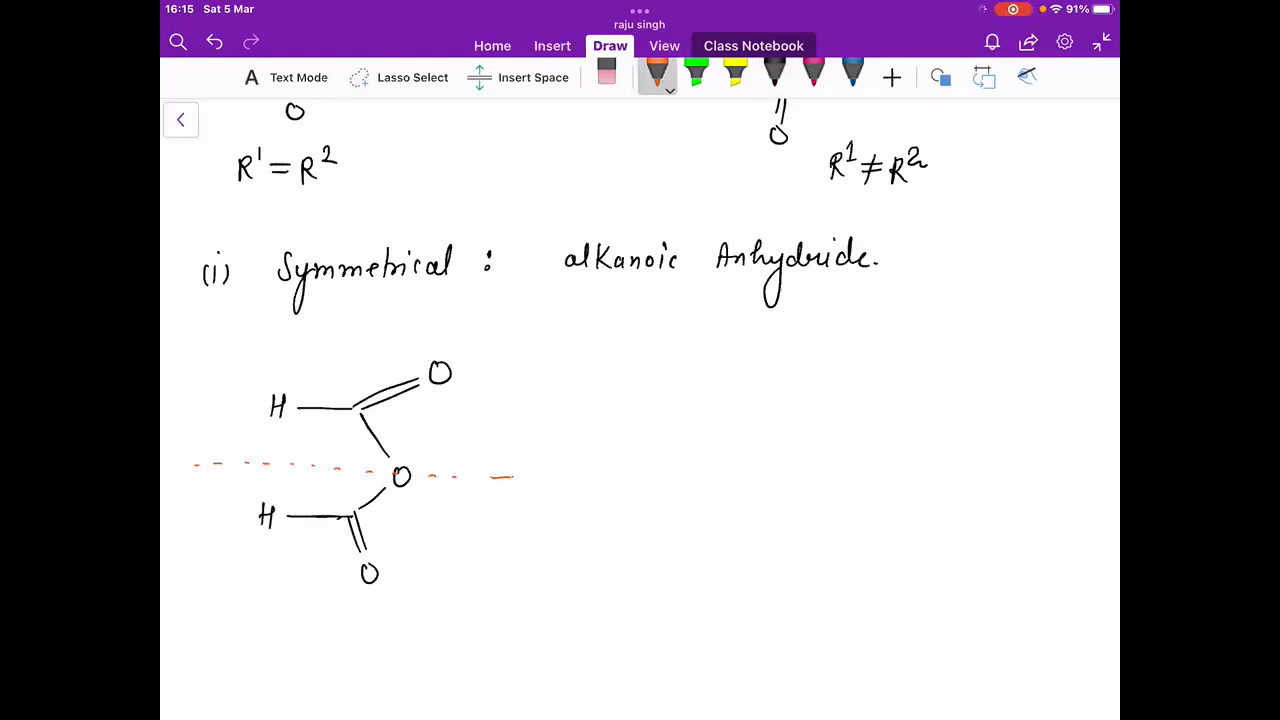 16:15 Sat 5 Mar
91%
raju singh
Home Insert Draw View Class Notebook
A Text Mode Lasso Select Insert Space
O
O
R¹ = R²
R¹ ≠ R²
(i) Symmetrical : alkanoic Anhydride.
O
H
O
H
O